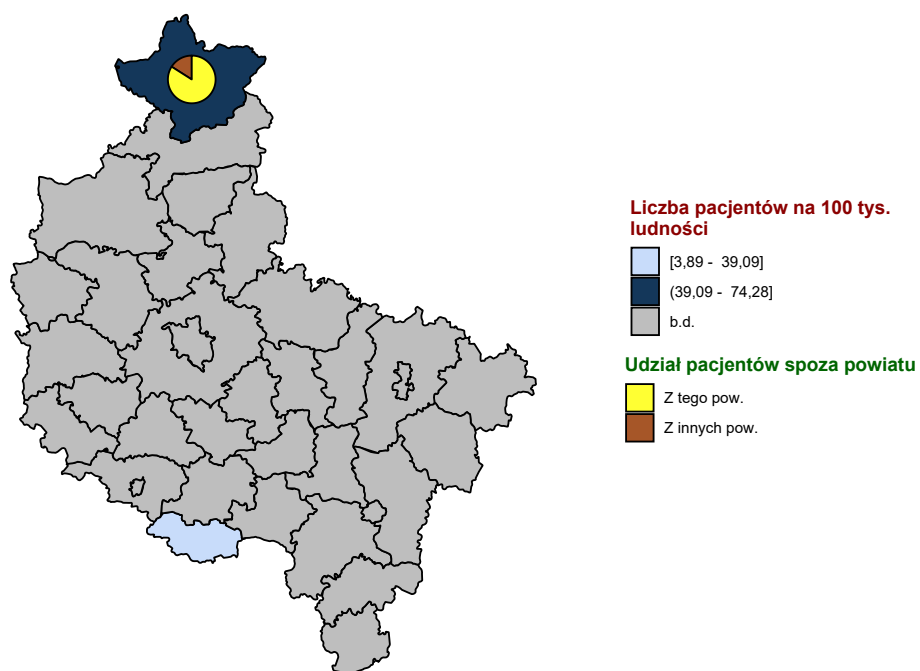 Liczba pacjentów na 100 tys.
ludności
[3,89 - 39,09]
(39,09 - 74,28]
b.d.
Udział pacjentów spoza powiatu
Z tego pow.
Z innych pow.